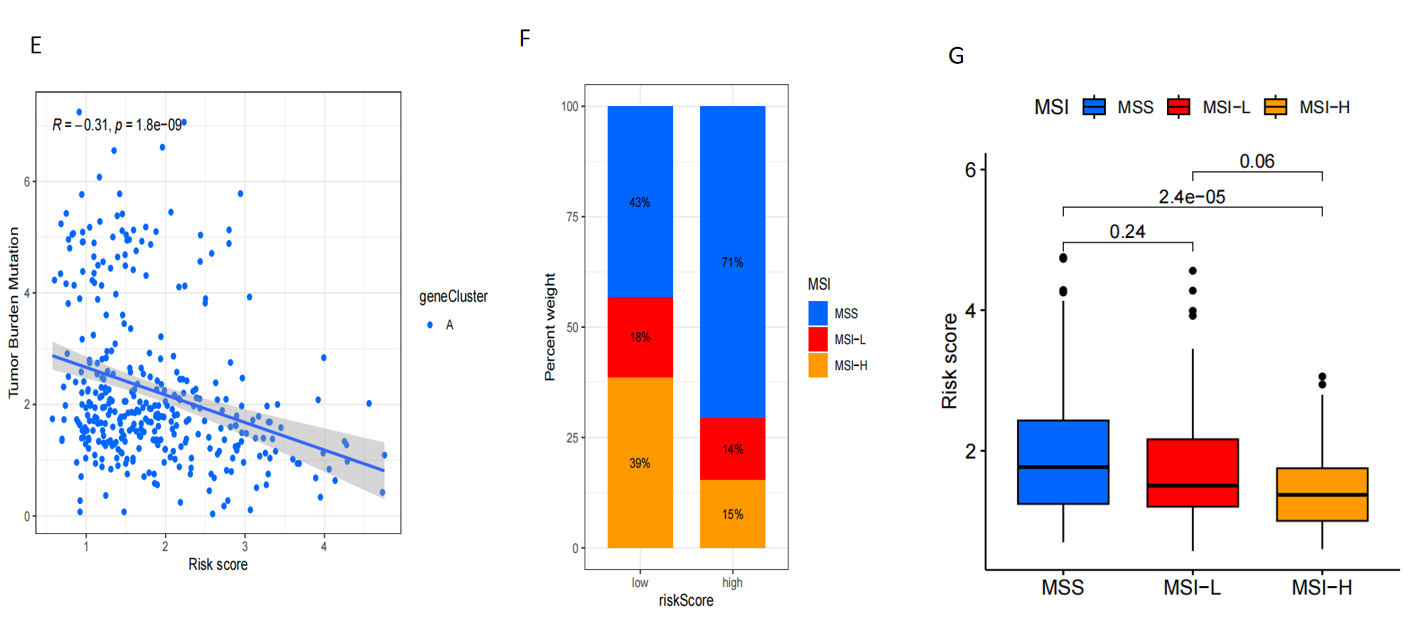 E
R = −0.31, p = 1.8e−09
Tumor Burden Mutation
6
4
2
0
1 2 3 4
Risk score
geneCluster
A
F
100
75
50
25
0
Percent weight
43%
18%
39%
71%
14%
15%
low high
riskScore
MSI
MSS
MSI−L
MSI−H
G
MSI MSS MSI−L MSI−H
6
4
2
Risk score
0.06
2.4e−05
0.24
MSS MSI−L MSI−H